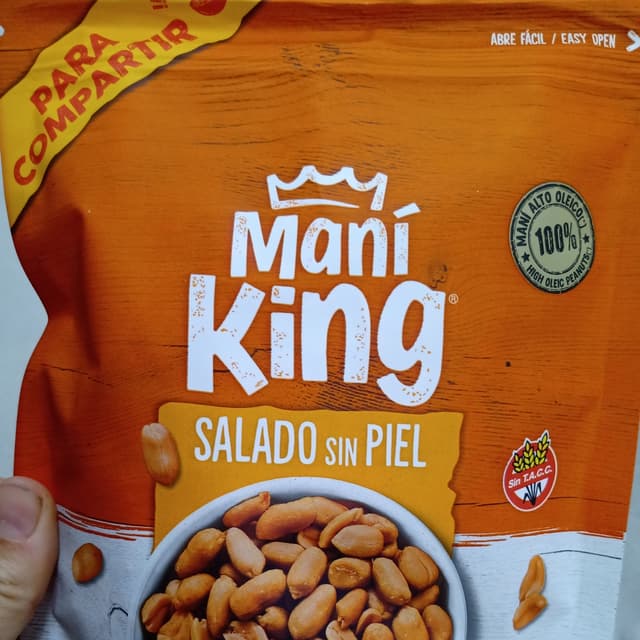 PARA
COMPARTIR
ABRE FÁCIL / EASY OPEN
Maní
King®
MANÍ ALTO OLEICO
100%
HIGH OLEIC PEANUTS
SALADO SIN PIEL
Sin T.A.C.C.